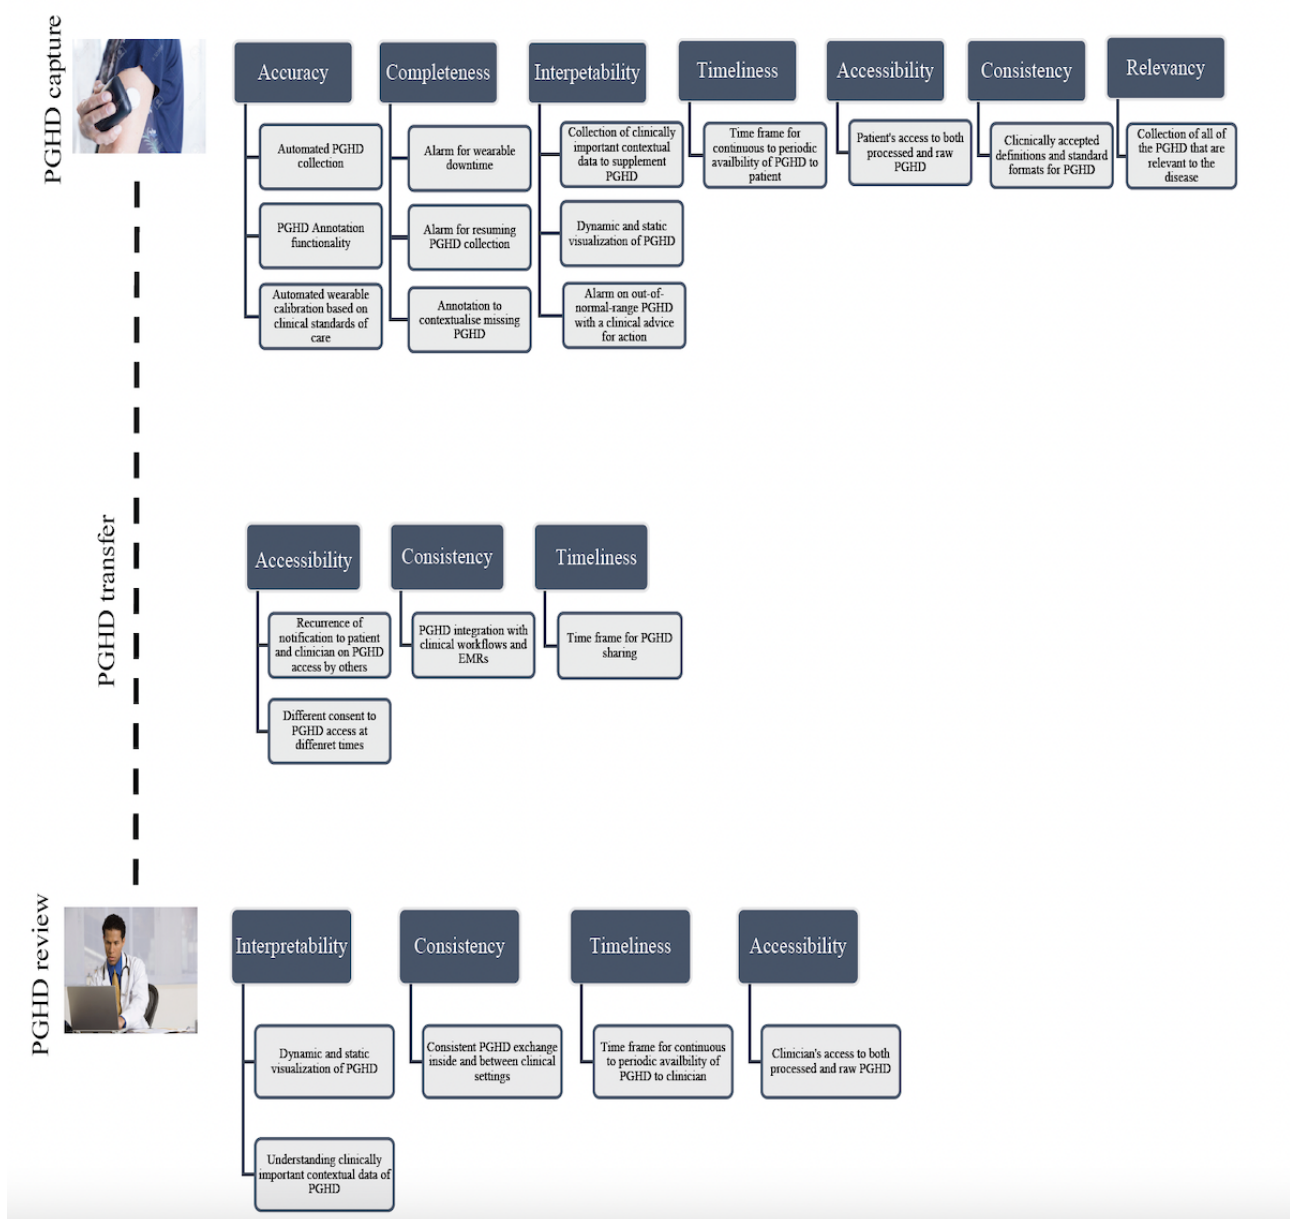 PGHD capture
Accuracy
Automated PGHD
collection
PGHD Annotation
functionality
Automated wearable
calibration based on
clinical standards of
care
Completeness
Alarm for wearable
downtime
Alarm for resuming
PGHD collection
Annotation to
contextualise missing
PGHD
Interpetability
Collection of clinically
important contextual
data to supplement
PGHD
Dynamic and static
visualization of PGHD
Alarm on out-of-
normal-range PGHD
with a clinical advice
for action
Timeliness
Time frame for
continuous to periodic
availbility of PGHD to
patient
Accessibility
Patient's access to both
processed and raw
PGHD
Consistency
Clicnically accepted
definitions and standard
formats for PGHD
Relevancy
Collection of all of
the PGHD that are
relevant to the
disease
PGHD transfer
Accessibility
Recurrence of
notification to patient
and clinician on PGHD
access by others
Different consent to
PGHD access at
diffenret times
Consistency
PGHD integration with
clinical workflows and
EMRs
Timeliness
Time frame for PGHD
sharing
PGHD review
Interpretability
Dynamic and static
visualization of PGHD
Understanding clinically
important contextual data of
PGHD
Consistency
Consistent PGHD exchange
inside and between clinical
settings
Timeliness
Time frame for continuous
to periodic availbility of
PGHD to clinician
Accessibility
Clinician's access to both
processed and raw PGHD